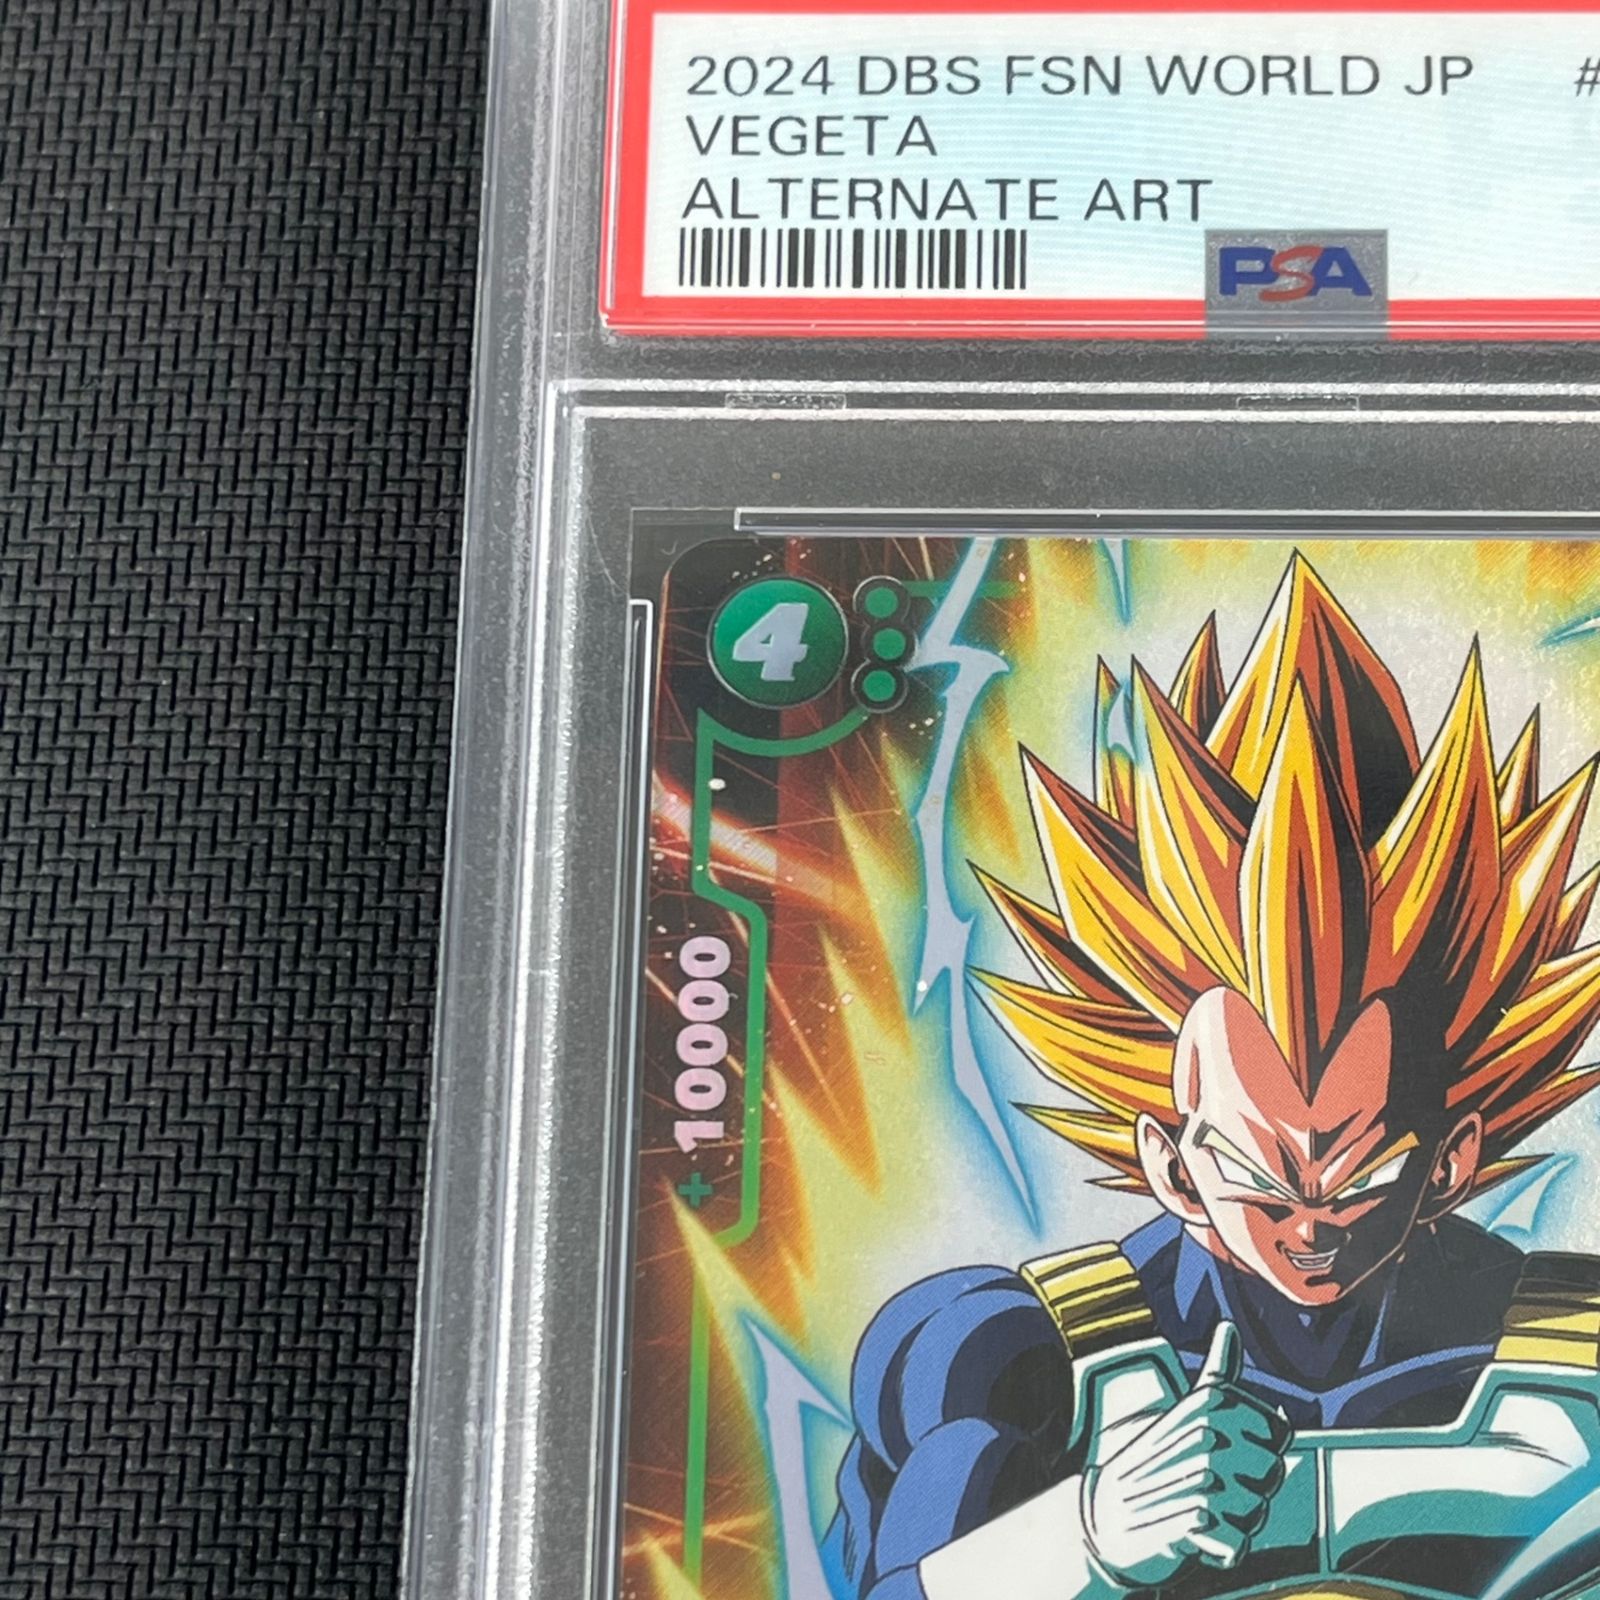 2024 DBS FSN WORLD JP #
VEGETA
ALTERNATE ART
PSA
4
+ 10000